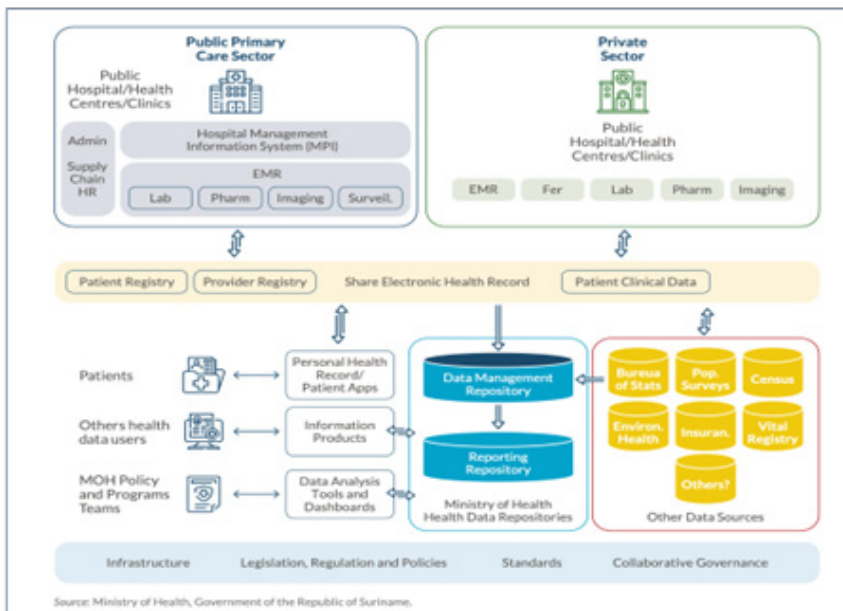 Public Primary
Care Sector
Public
Hospital/Health
Centres/Clinics
Admin
Supply
Chain
HR
Hospital Management
Information System (MPI)
EMR
Lab
Pharm
Imaging
Surveil.
Private
Sector
Public
Hospital/Health
Centres/Clinics
EMR
Fer
Lab
Pharm
Imaging
Patient Registry
Provider Registry
Share Electronic Health Record
Patient Clinical Data
Patients
Personal Health
Record/
Patient Apps
Others health
data users
Information
Products
MOH Policy
and Programs
Teams
Data Analysis
Tools and
Dashboards
Data Management
Repository
Reporting
Repository
Ministry of Health
Health Data Repositories
Bureua
of Stats
Pop.
Surveys
Census
Environ.
Health
Insuran.
Vital
Registry
Others?
Other Data Sources
Infrastructure
Legislation, Regulation and Policies
Standards
Collaborative Governance
Source: Ministry of Health, Government of the Republic of Suriname.